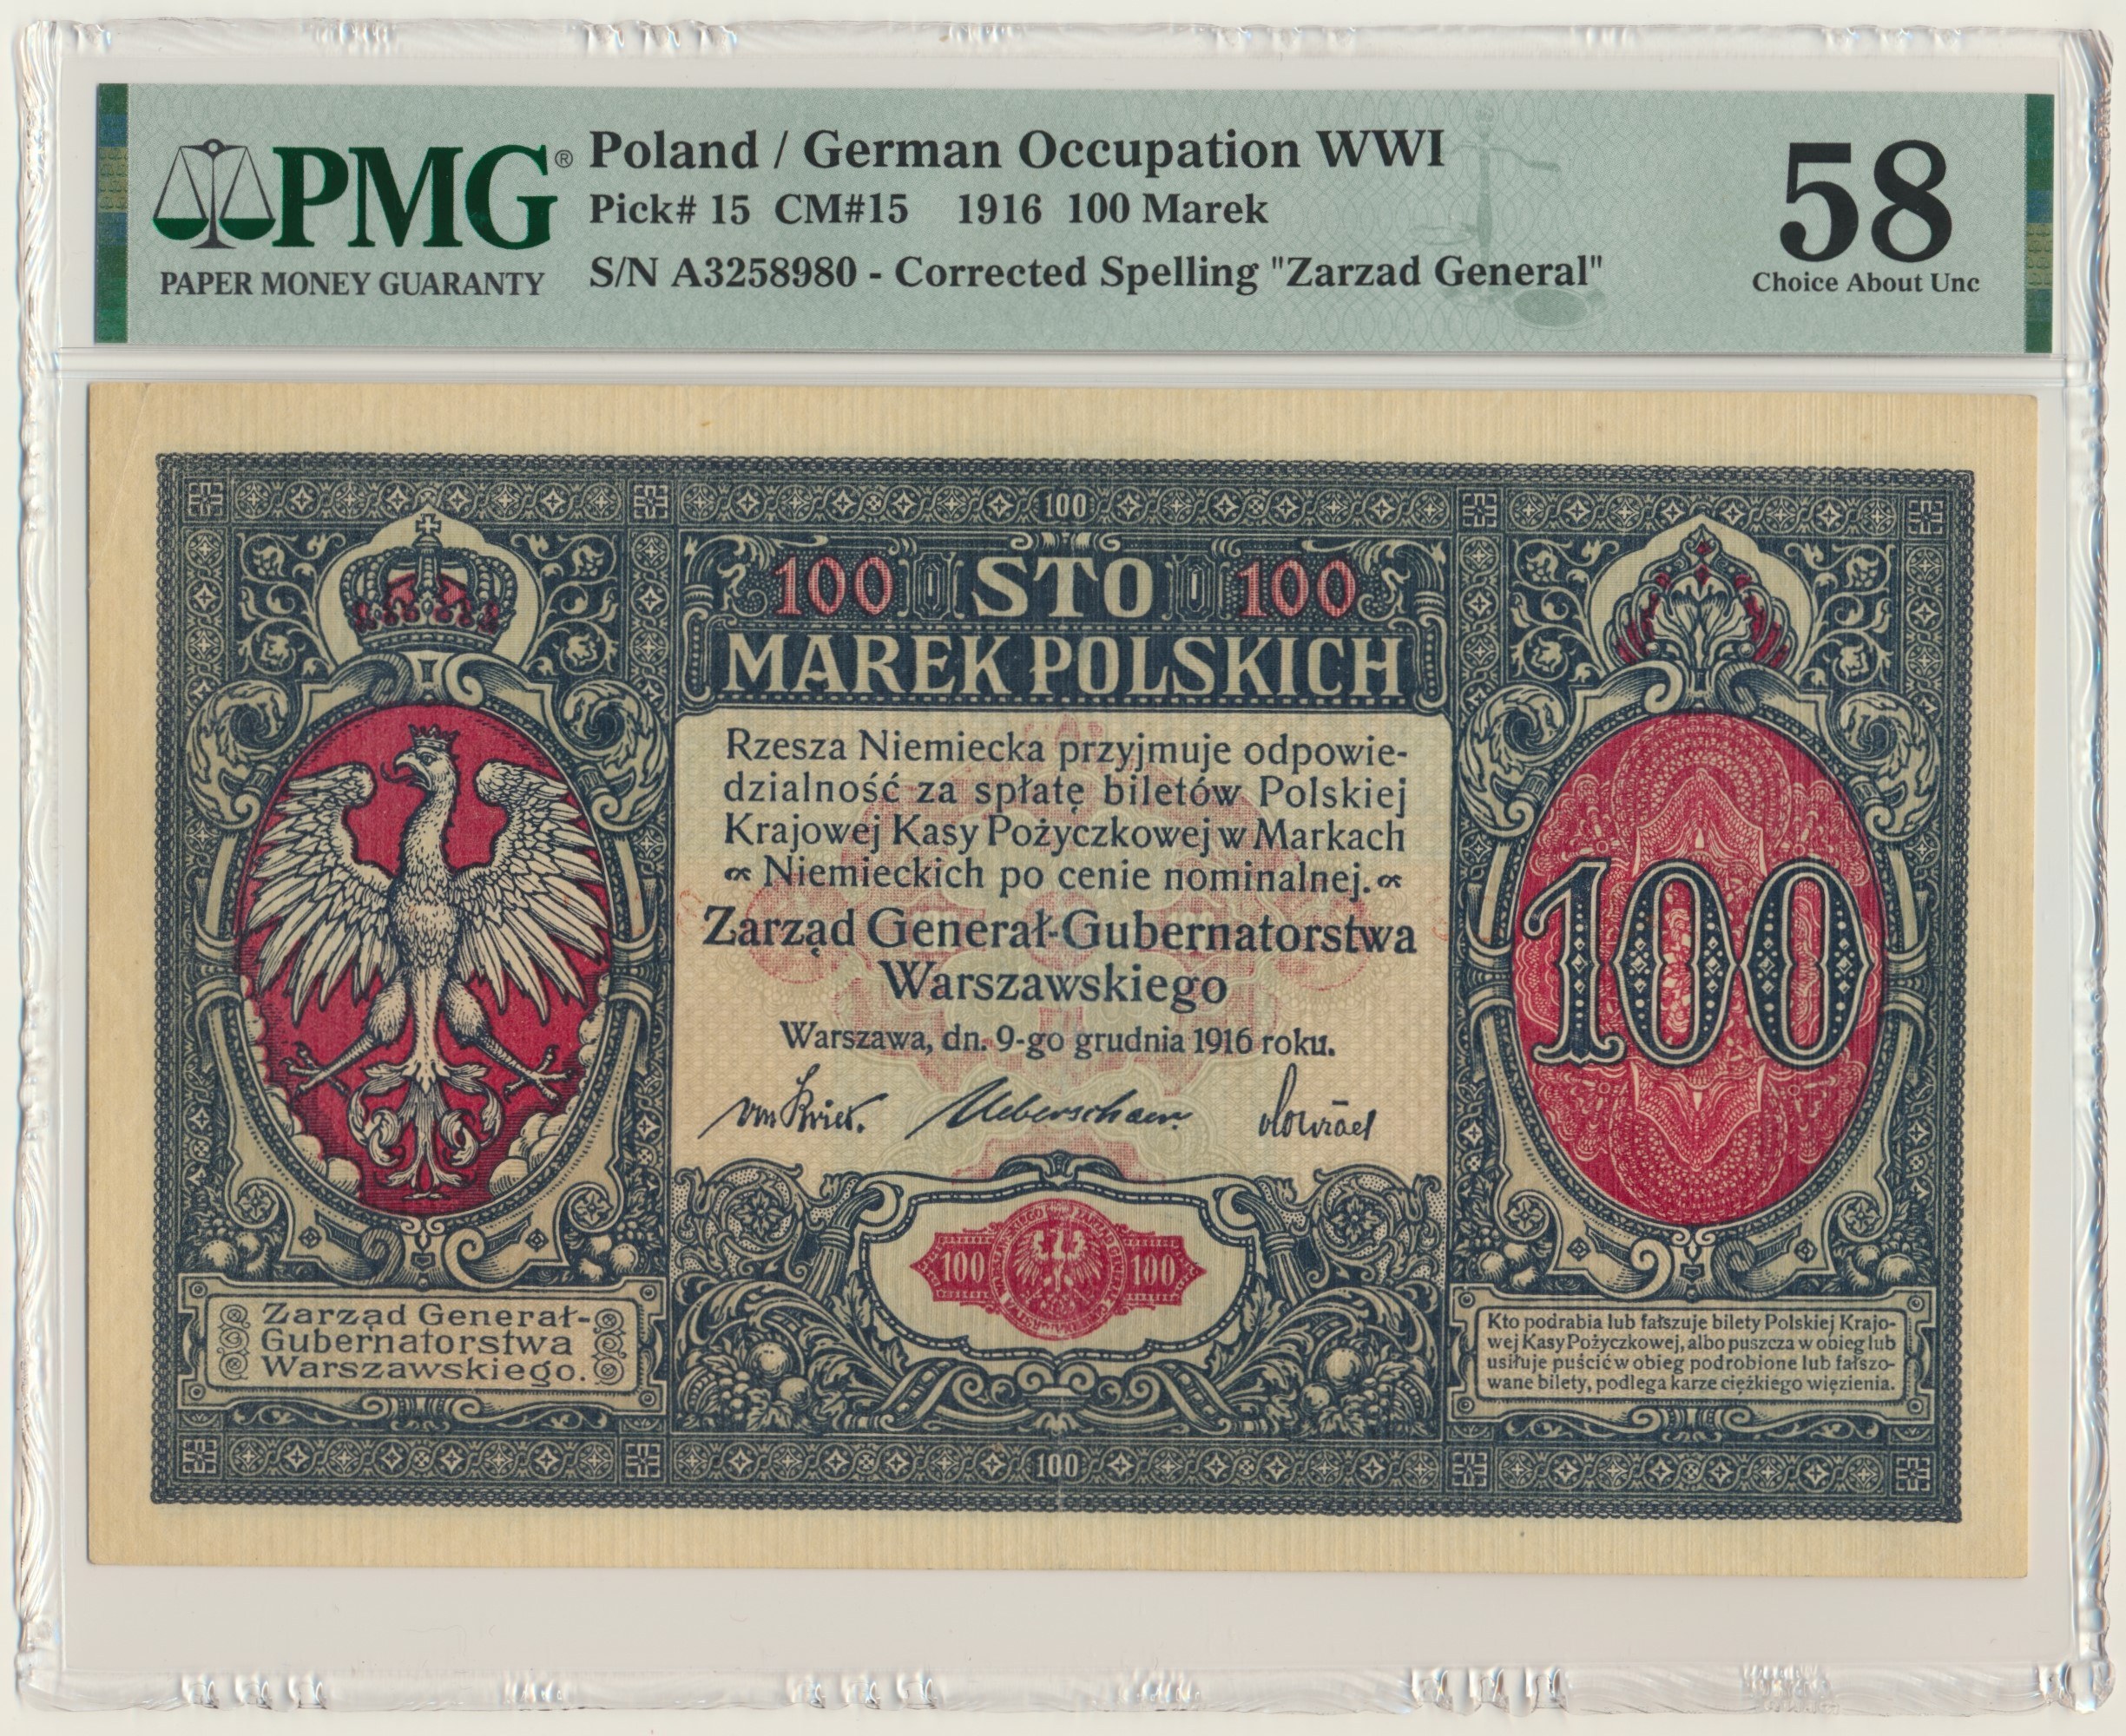 PMG®
PAPER MONEY GUARANTY
Poland / German Occupation WWI
Pick# 15 CM#15 1916 100 Marek
S/N A3258980 - Corrected Spelling "Zarzad General"
58
Choice About Unc
100
100 STO 100
MAREK POLSKICH
Rzesza Niemiecka przyjmuje odpowie-
dzialność za spłatę biletów Polskiej
Krajowej Kasy Pożyczkowej w Markach
Niemieckich po cenie nominalnej.
Zarząd Generał-Gubernatorstwa
Warszawskiego
Warszawa, dn. 9-go grudnia 1916 roku.
100
100 100
Zarząd Generał-
Gubernatorstwa
Warszawskiego.
Kto podrabia lub fałszuje bilety Polskiej Krajo-
wej Kasy Pożyczkowej, albo puszcza w obieg lub
usiłuje puścić w obieg podrobione lub fałszo-
wane bilety, podlega karze ciężkiego więzienia.
100